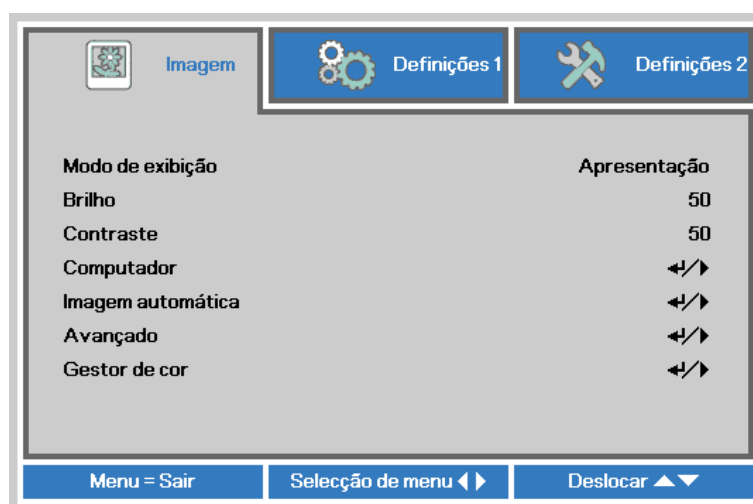 Imagem Definições 1 Definições 2
Modo de exibição Apresentação
Brilho 50
Contraste 50
Computador ↵/▶
Imagem automática ↵/▶
Avançado ↵/▶
Gestor de cor ↵/▶
Menu = Sair Selecção de menu ◀▶ Deslocar ▲▼